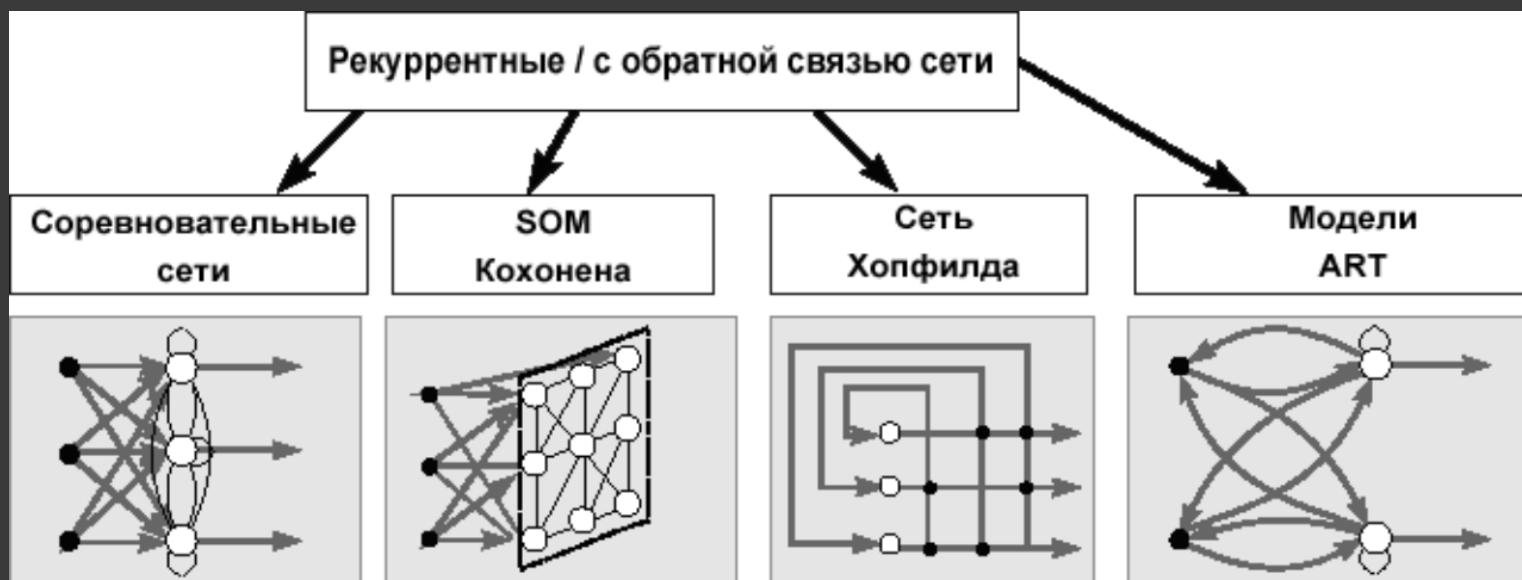 Рекуррентные / с обратной связью сети
Соревновательные
сети
SOM
Кохонена
Сеть
Хопфилда
Модели
ART